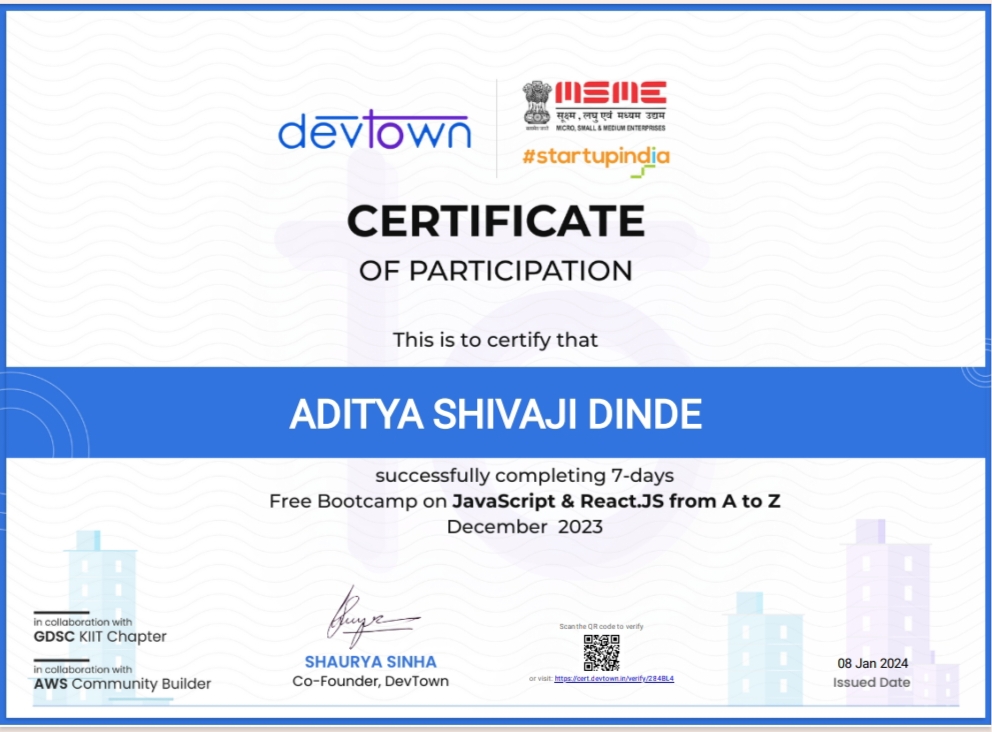 devtown
MSME
सूक्ष्म, लघु एवं मध्यम उद्यम
MICRO, SMALL & MEDIUM ENTERPRISES
#startupindia
CERTIFICATE
OF PARTICIPATION
This is to certify that
ADITYA SHIVAJI DINDE
successfully completing 7-days
Free Bootcamp on JavaScript & React.JS from A to Z
December 2023
in collaboration with
GDSC KIIT Chapter
in collaboration with
AWS Community Builder
SHAURYA SINHA
Co-Founder, DevTown
Scan the QR code to verify
or visit: https://cert.devtown.in/verify/284BL4
08 Jan 2024
Issued Date